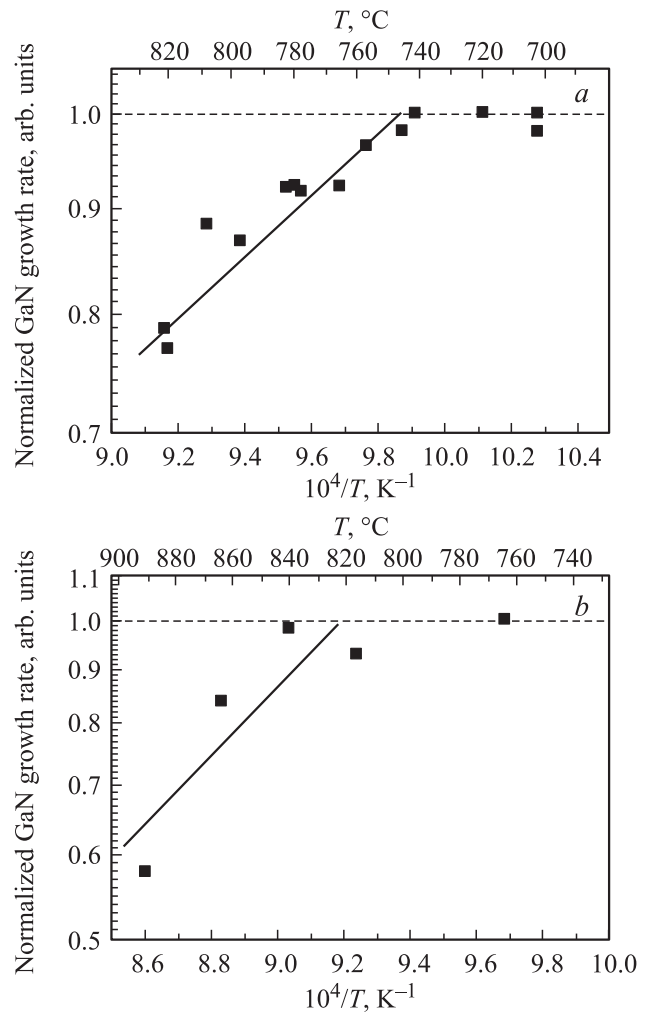 T, °C
820 800 780 760 740 720 700
a
1.0
0.9
0.8
0.7
Normalized GaN growth rate, arb. units
9.0 9.2 9.4 9.6 9.8 10.0 10.2 10.4
10⁴/T, K⁻¹
T, °C
900 880 860 840 820 800 780 760 740
b
1.1
1.0
0.9
0.8
0.7
0.6
0.5
Normalized GaN growth rate, arb. units
8.6 8.8 9.0 9.2 9.4 9.6 9.8 10.0
10⁴/T, K⁻¹